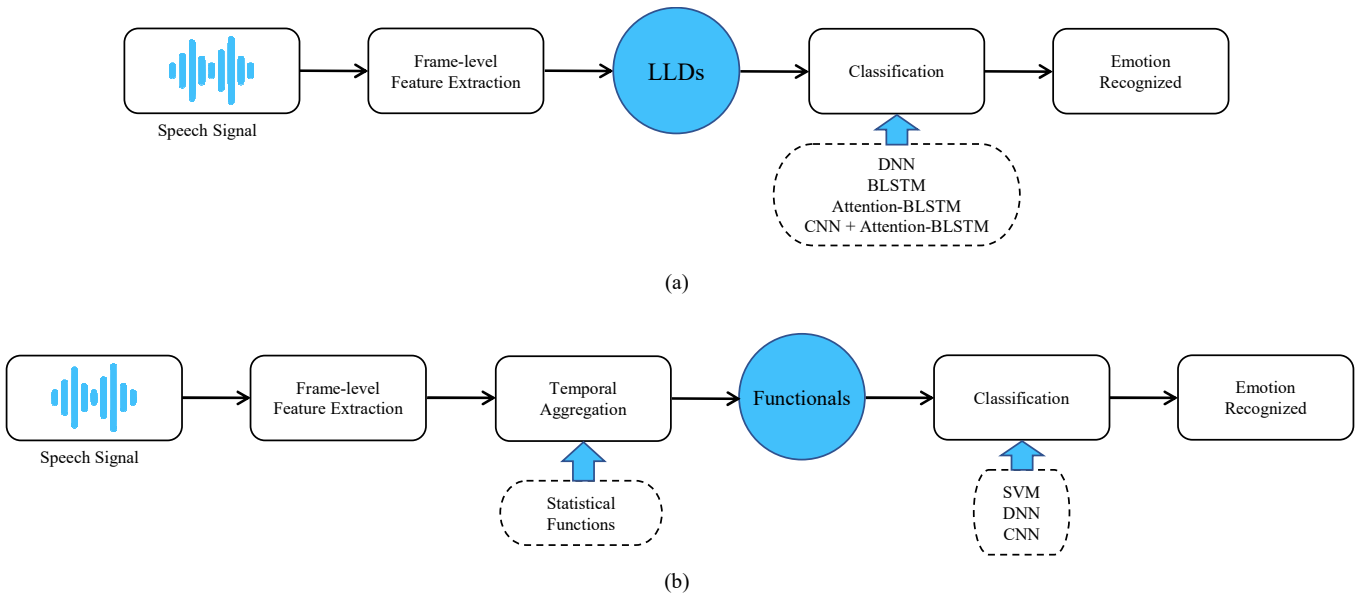 Speech Signal
Frame-level
Feature Extraction
LLDs
Classification
Emotion
Recognized
DNN
BLSTM
Attention-BLSTM
CNN + Attention-BLSTM
(a)
Speech Signal
Frame-level
Feature Extraction
Temporal
Aggregation
Statistical
Functions
Functionals
Classification
SVM
DNN
CNN
Emotion
Recognized
(b)